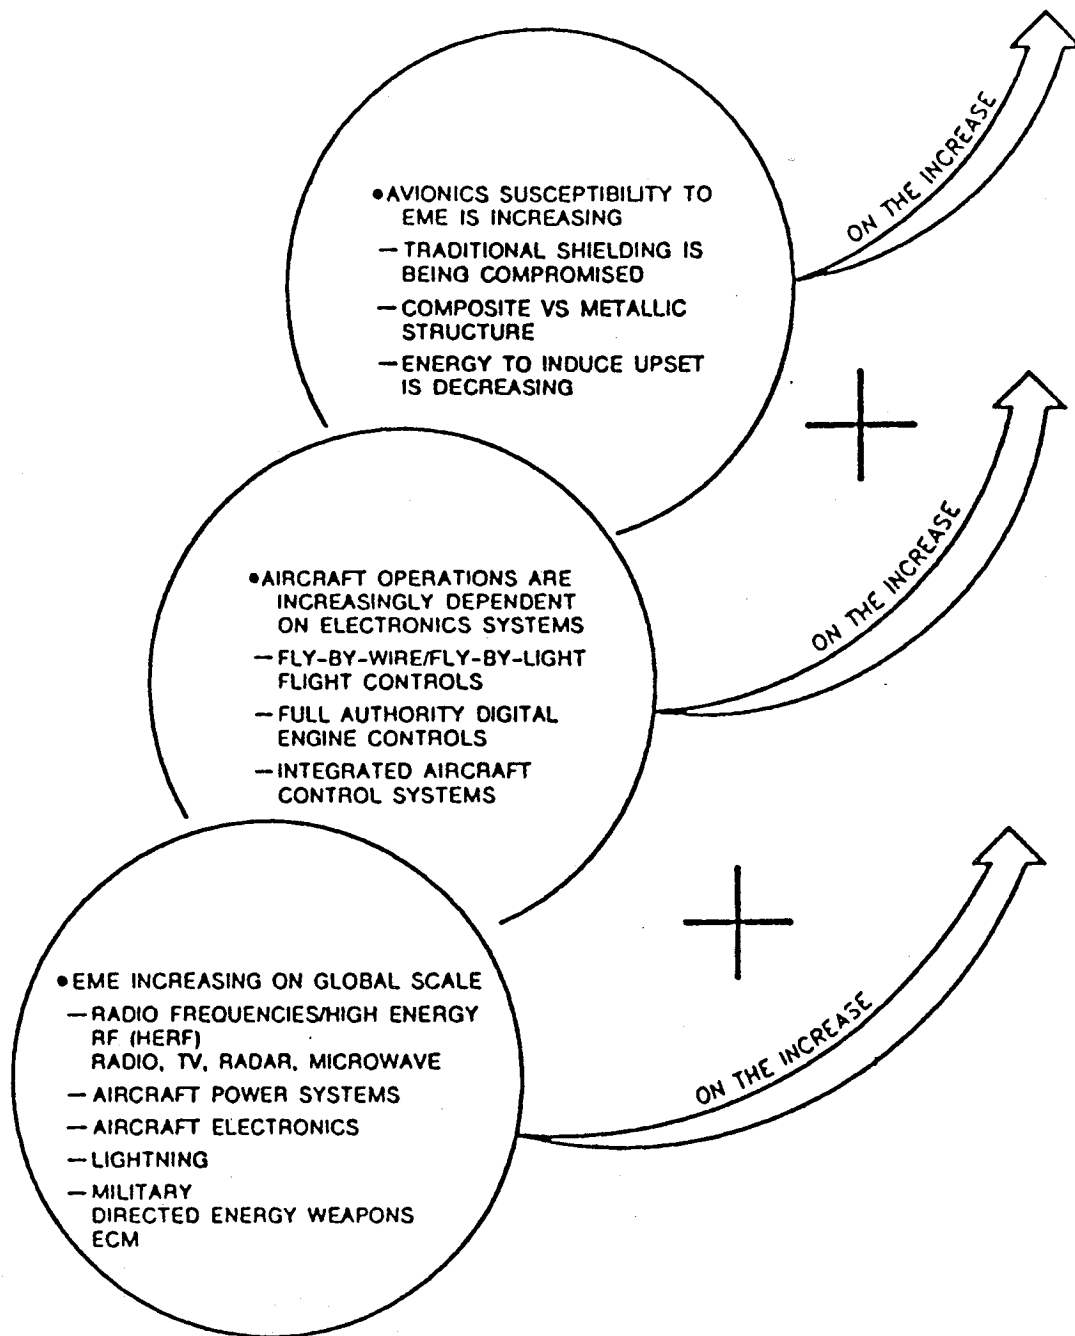 •AVIONICS SUSCEPTIBILITY TO
EME IS INCREASING
— TRADITIONAL SHIELDING IS
BEING COMPROMISED
— COMPOSITE VS METALLIC
STRUCTURE
— ENERGY TO INDUCE UPSET
IS DECREASING
ON THE INCREASE
•AIRCRAFT OPERATIONS ARE
INCREASINGLY DEPENDENT
ON ELECTRONICS SYSTEMS
— FLY-BY-WIRE/FLY-BY-LIGHT
FLIGHT CONTROLS
— FULL AUTHORITY DIGITAL
ENGINE CONTROLS
— INTEGRATED AIRCRAFT
CONTROL SYSTEMS
ON THE INCREASE
•EME INCREASING ON GLOBAL SCALE
— RADIO FREQUENCIES/HIGH ENERGY
RF (HERF)
RADIO, TV, RADAR, MICROWAVE
— AIRCRAFT POWER SYSTEMS
— AIRCRAFT ELECTRONICS
— LIGHTNING
— MILITARY
DIRECTED ENERGY WEAPONS
ECM
ON THE INCREASE